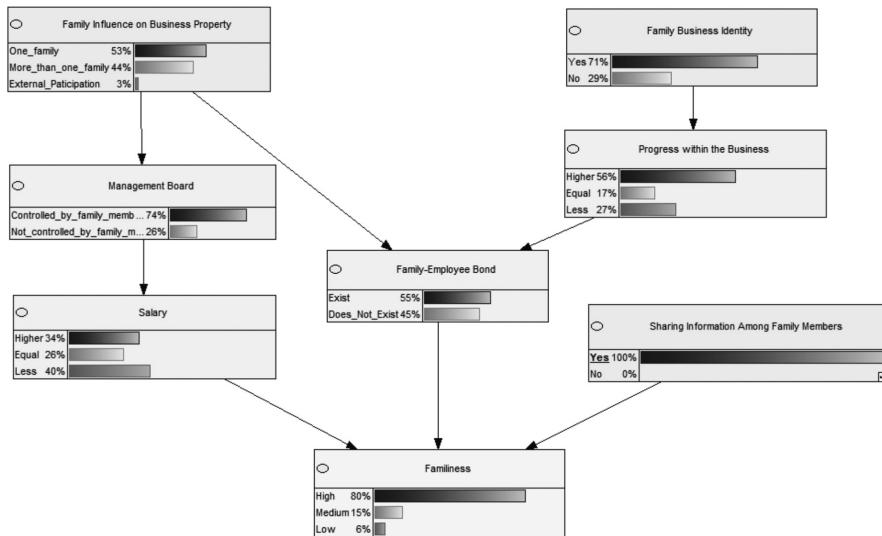 Family Influence on Business Property
One_family 53%
More_than_one_family 44%
External_Paticipation 3%
Family Business Identity
Yes 71%
No 29%
Management Board
Controlled_by_family_memb ... 74%
Not_controlled_by_family_m... 26%
Progress within the Business
Higher 56%
Equal 17%
Less 27%
Family-Employee Bond
Exist 55%
Does_Not_Exist 45%
Salary
Higher 34%
Equal 26%
Less 40%
Sharing Information Among Family Members
Yes 100%
No 0%
Familiness
High 80%
Medium 15%
Low 6%